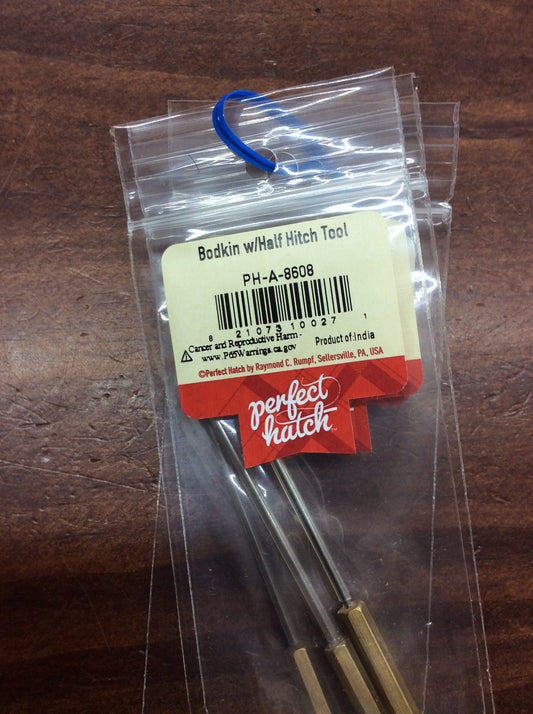 Bodkin w/Half Hitch Tool
PH-A-8608
8 21073 10027 1
⚠Cancer and Reproductive Harm - Product of:India
www.P65Warnings.ca.gov
©Perfect Hatch by Raymond C. Rumpf, Sellersville, PA, USA
perfect
hatch™